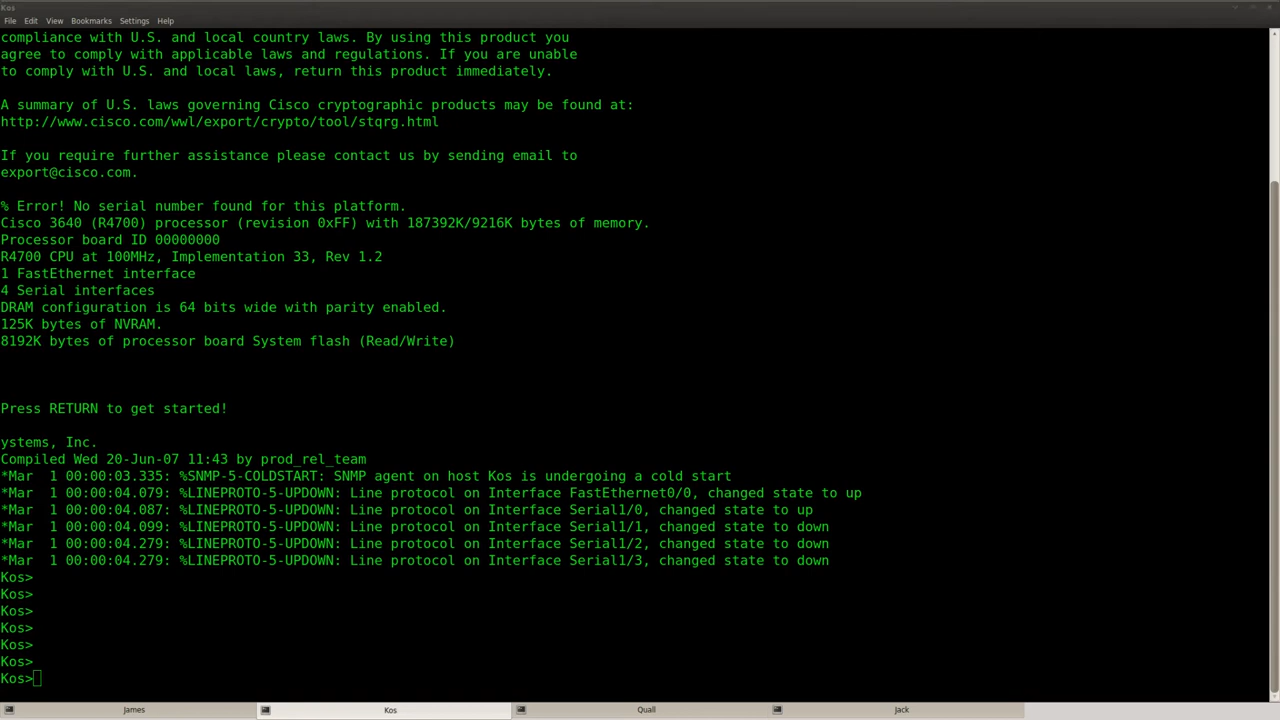 Kos
File Edit View Bookmarks Settings Help
compliance with U.S. and local country laws. By using this product you
agree to comply with applicable laws and regulations. If you are unable
to comply with U.S. and local laws, return this product immediately.
A summary of U.S. laws governing Cisco cryptographic products may be found at:
http://www.cisco.com/wwl/export/crypto/tool/stqrg.html
If you require further assistance please contact us by sending email to
export@cisco.com.
% Error! No serial number found for this platform.
Cisco 3640 (R4700) processor (revision 0xFF) with 187392K/9216K bytes of memory.
Processor board ID 00000000
R4700 CPU at 100MHz, Implementation 33, Rev 1.2
1 FastEthernet interface
4 Serial interfaces
DRAM configuration is 64 bits wide with parity enabled.
125K bytes of NVRAM.
8192K bytes of processor board System flash (Read/Write)
Press RETURN to get started!
ystems, Inc.
Compiled Wed 20-Jun-07 11:43 by prod_rel_team
*Mar  1 00:00:03.335: %SNMP-5-COLDSTART: SNMP agent on host Kos is undergoing a cold start
*Mar  1 00:00:04.079: %LINEPROTO-5-UPDOWN: Line protocol on Interface FastEthernet0/0, changed state to up
*Mar  1 00:00:04.087: %LINEPROTO-5-UPDOWN: Line protocol on Interface Serial1/0, changed state to up
*Mar  1 00:00:04.099: %LINEPROTO-5-UPDOWN: Line protocol on Interface Serial1/1, changed state to down
*Mar  1 00:00:04.279: %LINEPROTO-5-UPDOWN: Line protocol on Interface Serial1/2, changed state to down
*Mar  1 00:00:04.279: %LINEPROTO-5-UPDOWN: Line protocol on Interface Serial1/3, changed state to down
Kos>
Kos>
Kos>
Kos>
Kos>
Kos>
Kos>
James Kos Quall Jack